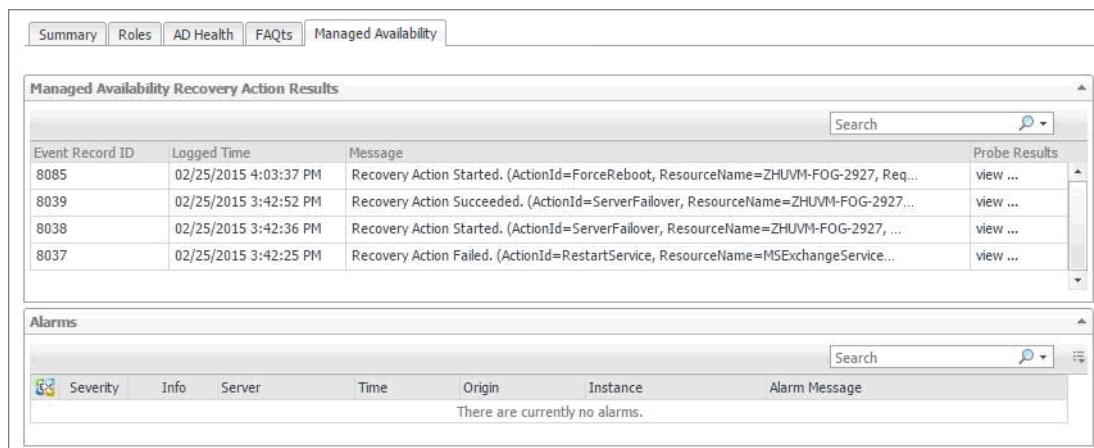 Summary Roles AD Health FAQts Managed Availability
Managed Availability Recovery Action Results
Search
Event Record ID Logged Time Message Probe Results
8085 02/25/2015 4:03:37 PM Recovery Action Started. (ActionId=ForceReboot, ResourceName=ZHUVM-FOG-2927, Req... view ...
8039 02/25/2015 3:42:52 PM Recovery Action Succeeded. (ActionId=ServerFailover, ResourceName=ZHUVM-FOG-2927... view ...
8038 02/25/2015 3:42:36 PM Recovery Action Started. (ActionId=ServerFailover, ResourceName=ZHUVM-FOG-2927, ... view ...
8037 02/25/2015 3:42:25 PM Recovery Action Failed. (ActionId=RestartService, ResourceName=MSExchangeService... view ...
Alarms
Search
Severity Info Server Time Origin Instance Alarm Message
There are currently no alarms.